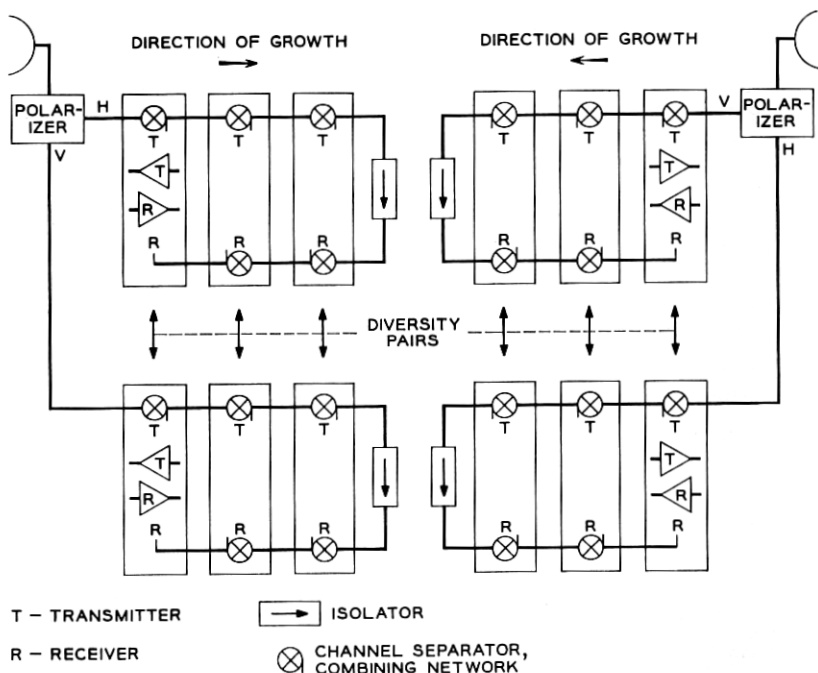 DIRECTION OF GROWTH
DIRECTION OF GROWTH
POLAR-
IZER
H
V
T
T
T
T
R
R
R
R
T
T
T
T
R
R
R
R
V
H
POLAR-
IZER
DIVERSITY
PAIRS
T
T
T
T
R
R
R
R
T
T
T
T
R
R
R
R
T – TRANSMITTER
ISOLATOR
R – RECEIVER
CHANNEL SEPARATOR,
COMBINING NETWORK